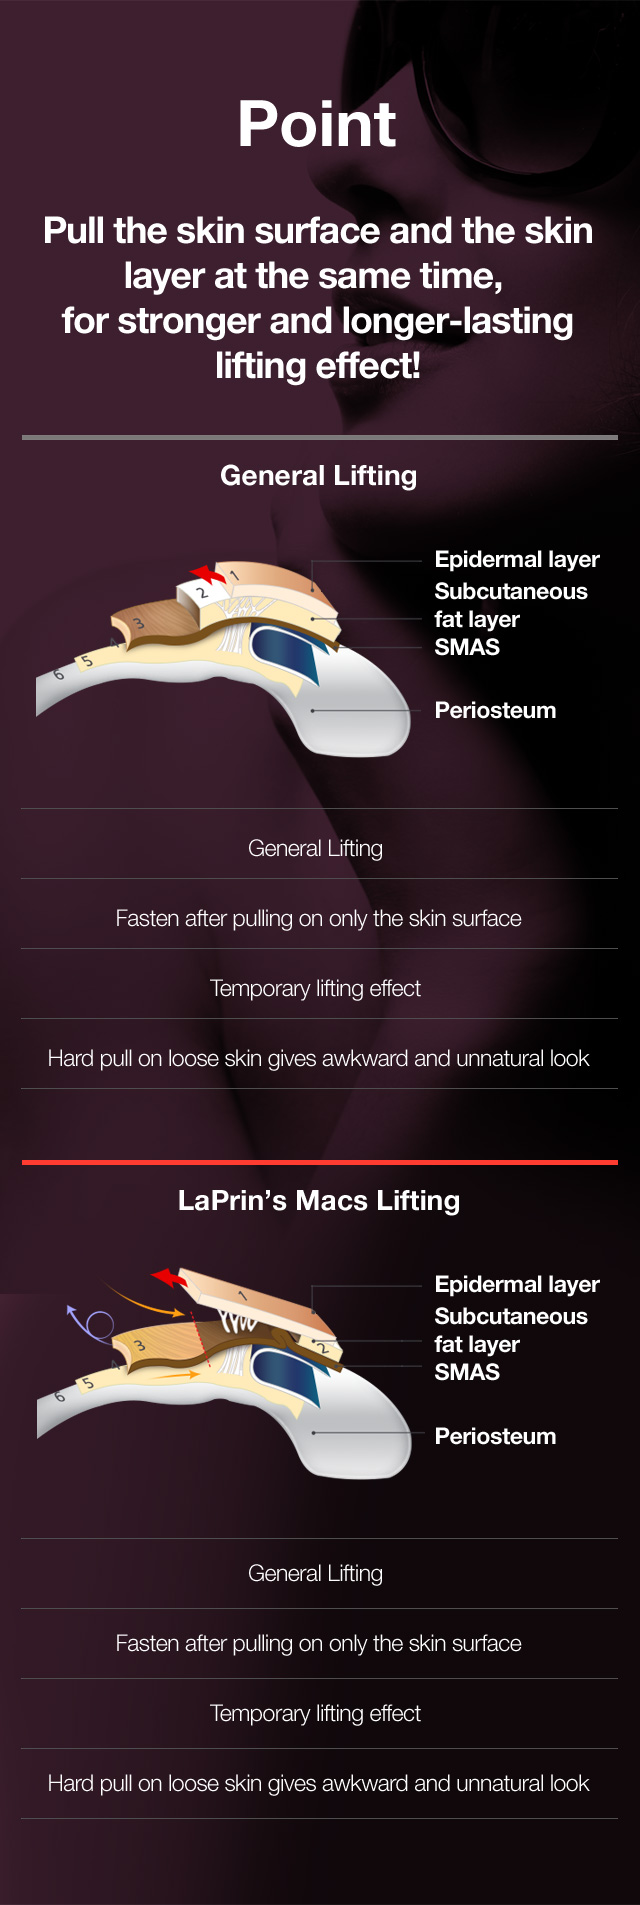 Point
Pull the skin surface and the skin
layer at the same time,
for stronger and longer-lasting
lifting effect!
General Lifting
Epidermal layer
Subcutaneous
fat layer
SMAS
Periosteum
1
2
3
4
5
6
General Lifting
Fasten after pulling on only the skin surface
Temporary lifting effect
Hard pull on loose skin gives awkward and unnatural look
LaPrin's Macs Lifting
Epidermal layer
Subcutaneous
fat layer
SMAS
Periosteum
1
2
3
4
5
6
General Lifting
Fasten after pulling on only the skin surface
Temporary lifting effect
Hard pull on loose skin gives awkward and unnatural look